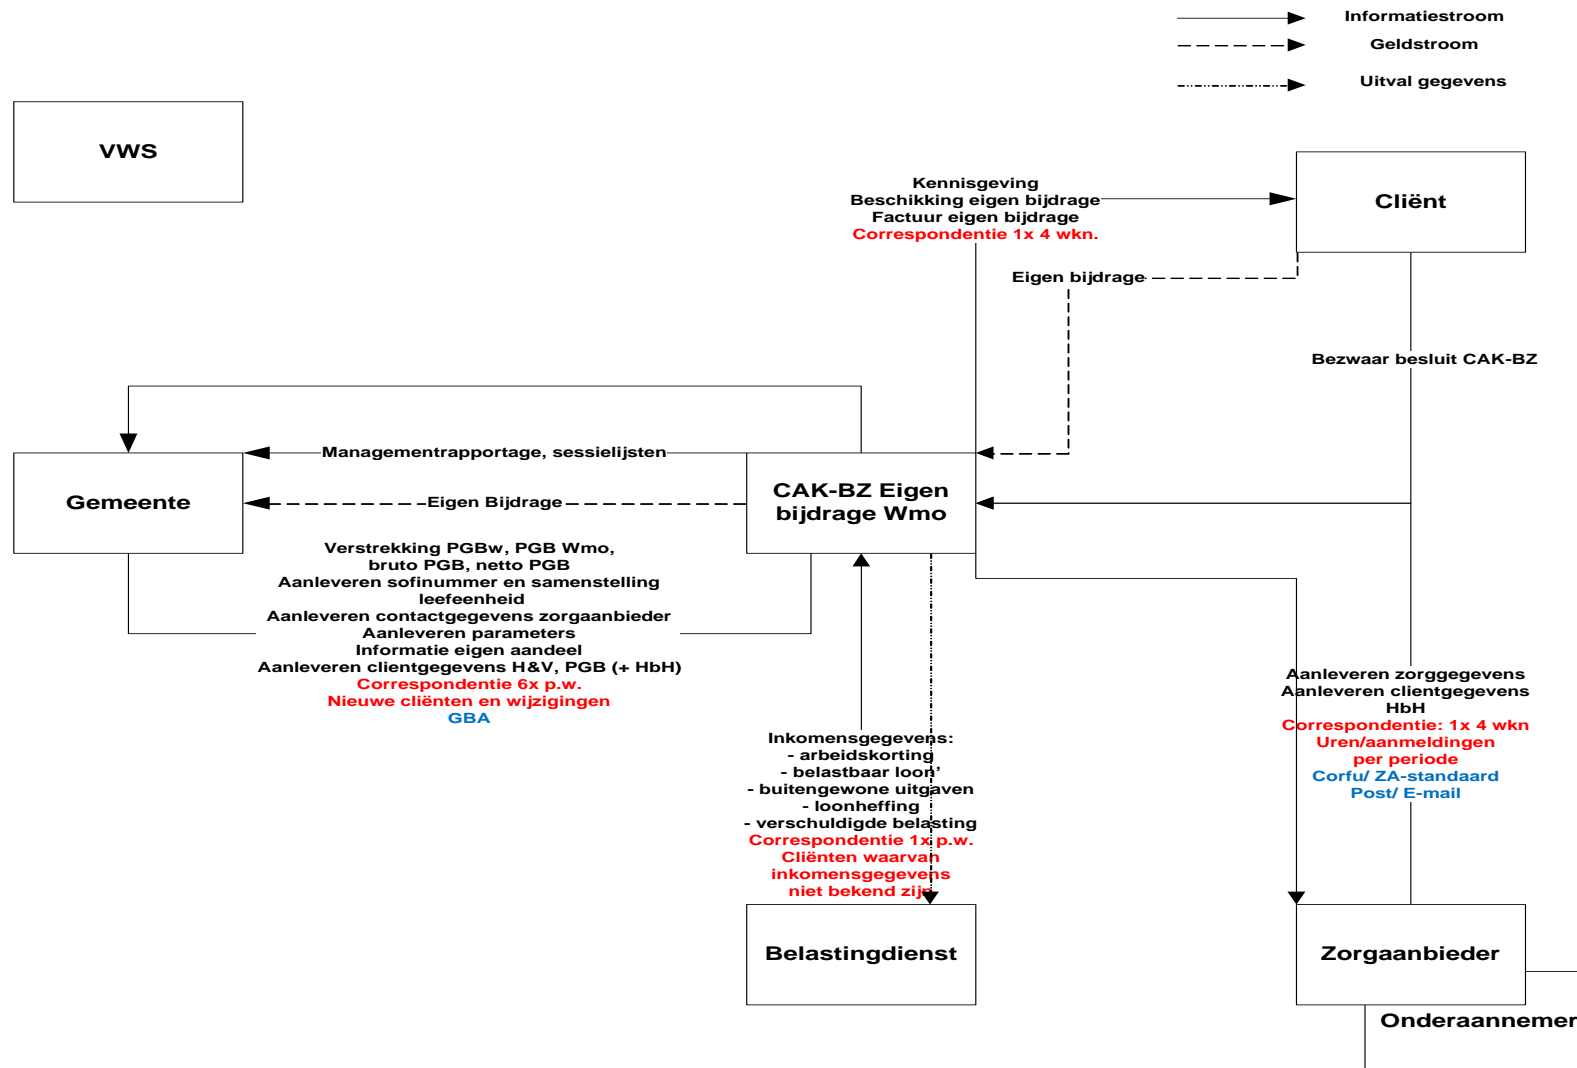 Informatiestroom
Geldstroom
Uitval gegevens
VWS
Cliënt
Kennisgeving
Beschikking eigen bijdrage
Factuur eigen bijdrage
Correspondentie 1x 4 wkn.
Eigen bijdrage
Bezwaar besluit CAK-BZ
Managementrapportage, sessielijsten
Gemeente
Eigen Bijdrage
CAK-BZ Eigen
bijdrage Wmo
Verstrekking PGBw, PGB Wmo,
bruto PGB, netto PGB
Aanleveren sofinummer en samenstelling
leefeenheid
Aanleveren contactgegevens zorgaanbieder
Aanleveren parameters
Informatie eigen aandeel
Aanleveren clientgegevens H&V, PGB (+ HbH)
Correspondentie 6x p.w.
Nieuwe cliënten en wijzigingen
GBA
Inkomensgegevens:
- arbeidskorting
- belastbaar loon’
- buitengewone uitgaven
- loonheffing
- verschuldigde belasting
Correspondentie 1x p.w.
Cliënten waarvan
inkomensgegevens
niet bekend zijn
Aanleveren zorggegevens
Aanleveren clientgegevens
HbH
Correspondentie: 1x 4 wkn
Uren/aanmeldingen
per periode
Corfu/ ZA-standaard
Post/ E-mail
Belastingdienst
Zorgaanbieder
Onderaannemer